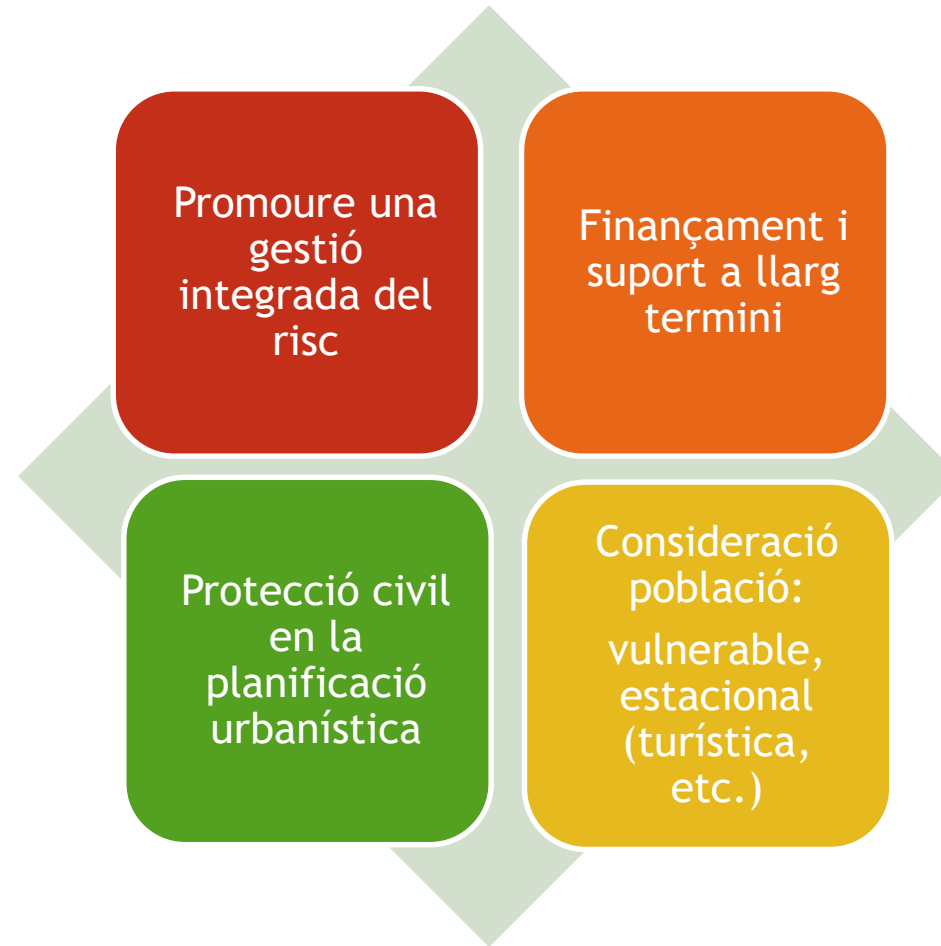 Promoure una
gestió
integrada del
risc
Finançament i
suport a llarg
termini
Protecció civil
en la
planificació
urbanística
Consideració
població:
vulnerable,
estacional
(turística,
etc.)